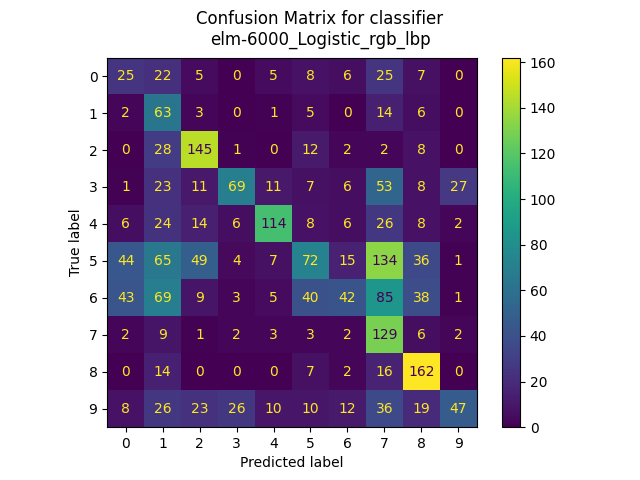 Confusion Matrix for classifier
elm-6000_Logistic_rgb_lbp
0 25 22 5 0 5 8 6 25 7 0
1 2 63 3 0 1 5 0 14 6 0
2 0 28 145 1 0 12 2 2 8 0
3 1 23 11 69 11 7 6 53 8 27
4 6 24 14 6 114 8 6 26 8 2
5 44 65 49 4 7 72 15 134 36 1
6 43 69 9 3 5 40 42 85 38 1
7 2 9 1 2 3 3 2 129 6 2
8 0 14 0 0 0 7 2 16 162 0
9 8 26 23 26 10 10 12 36 19 47
0 1 2 3 4 5 6 7 8 9
Predicted label
True label
160
140
120
100
80
60
40
20
0